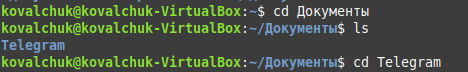 kovalchuk@kovalchuk-VirtualBox:~$ cd Документы
kovalchuk@kovalchuk-VirtualBox:~/Документы$ ls
Telegram
kovalchuk@kovalchuk-VirtualBox:~/Документы$ cd Telegram